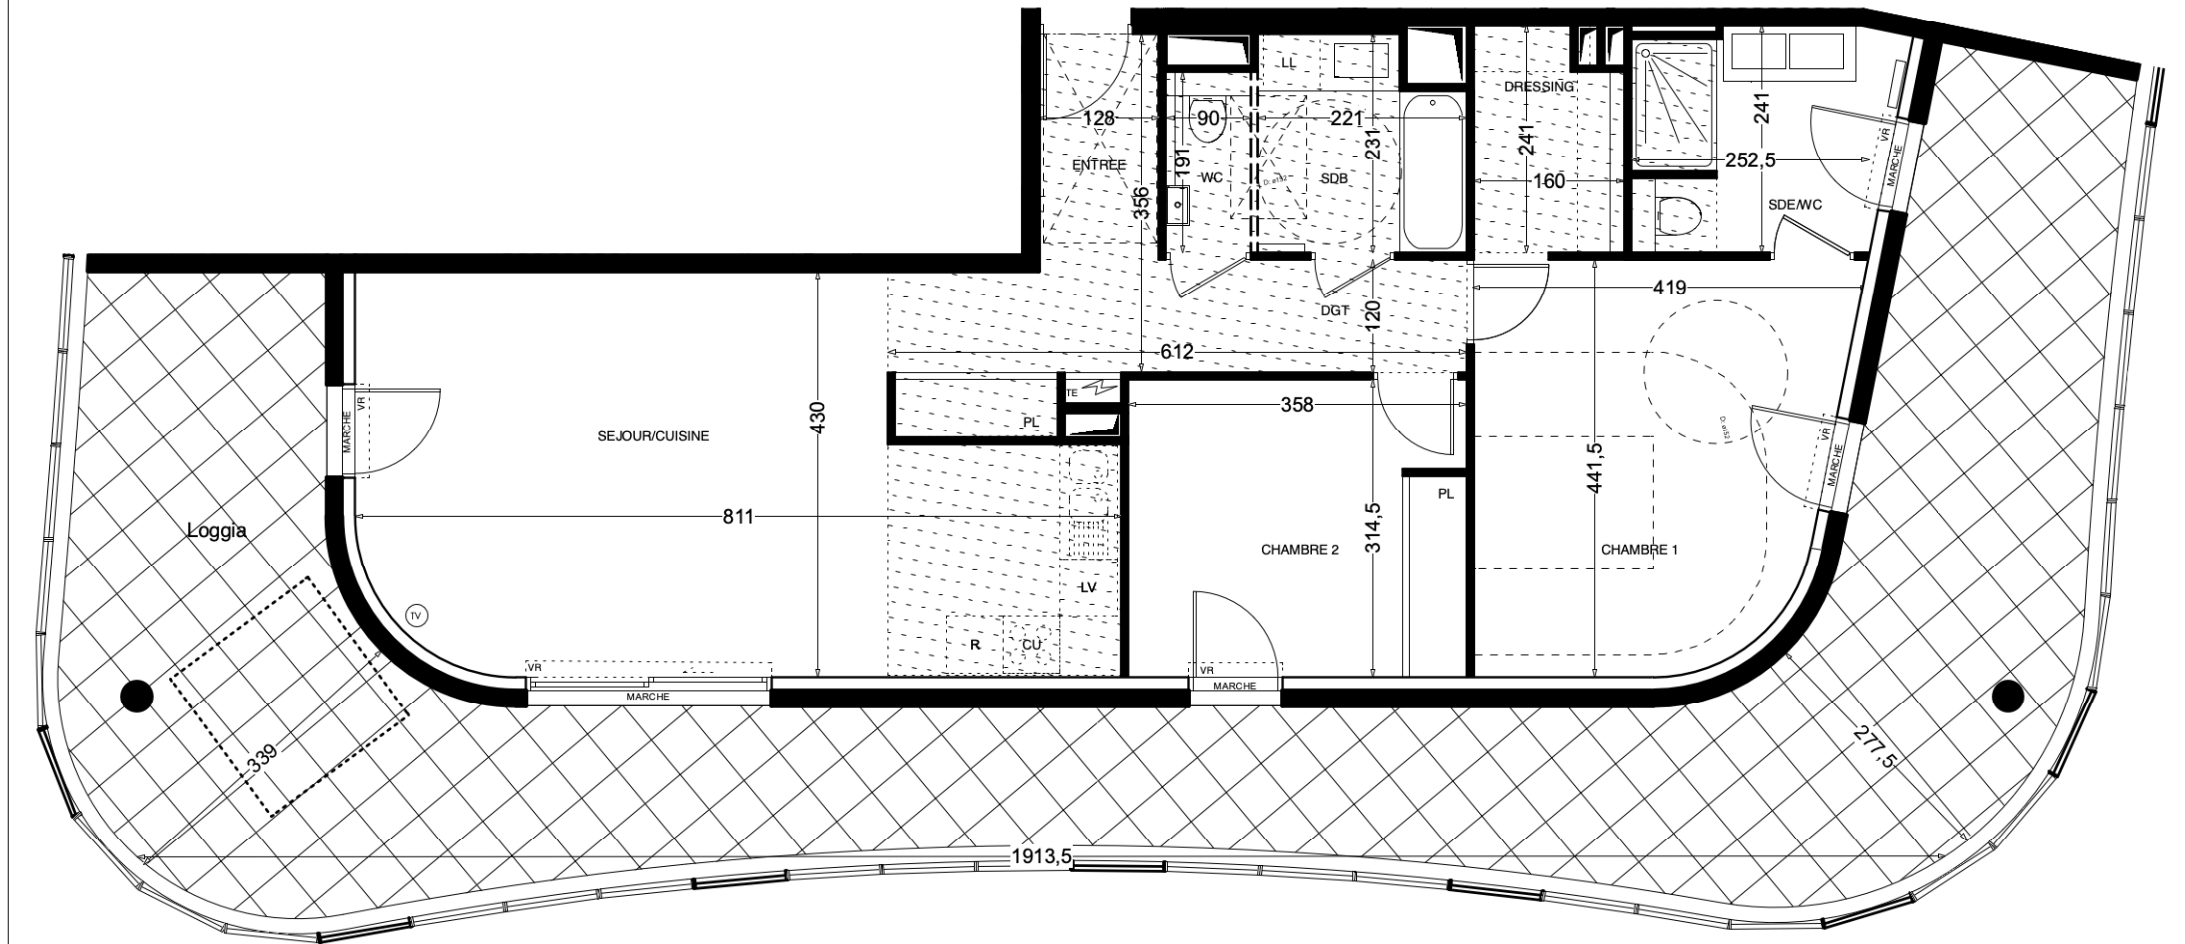 LL
DRESSING
128
90
221
241
231
241
ENTREE
191
WC
D: ø152
SDB
160
252,5
VR
MARCHE
356
SDE/WC
DGT
120
419
612
TE
358
PL
VR
MARCHE
430
SEJOUR/CUISINE
D: ø152
VR
MARCHE
441,5
PL
811
314,5
Loggia
CHAMBRE 2
CHAMBRE 1
LV
TV
R
CU
VR
MARCHE
VR
MARCHE
339
277,5
1913,5